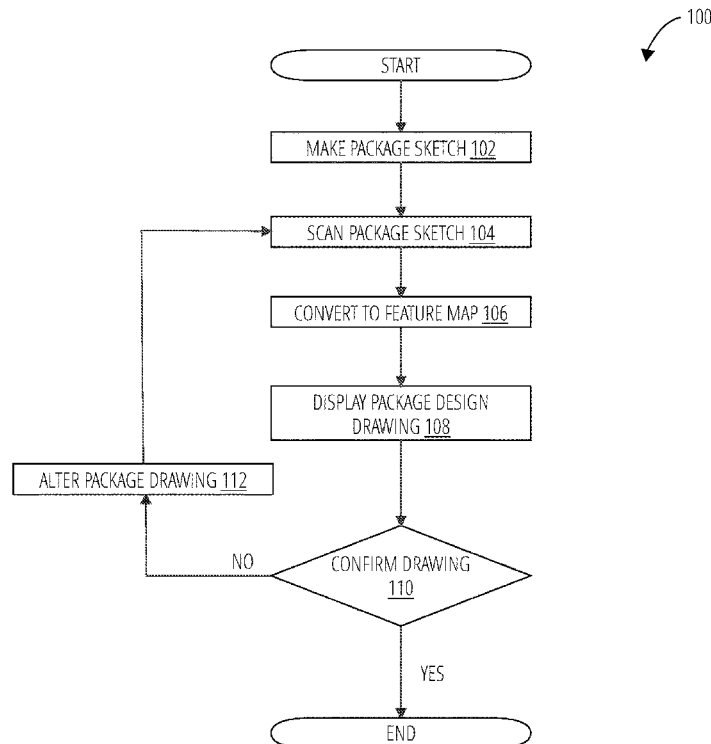 100
START
MAKE PACKAGE SKETCH 102
SCAN PACKAGE SKETCH 104
CONVERT TO FEATURE MAP 106
DISPLAY PACKAGE DESIGN
DRAWING 108
ALTER PACKAGE DRAWING 112
NO
CONFIRM DRAWING
110
YES
END